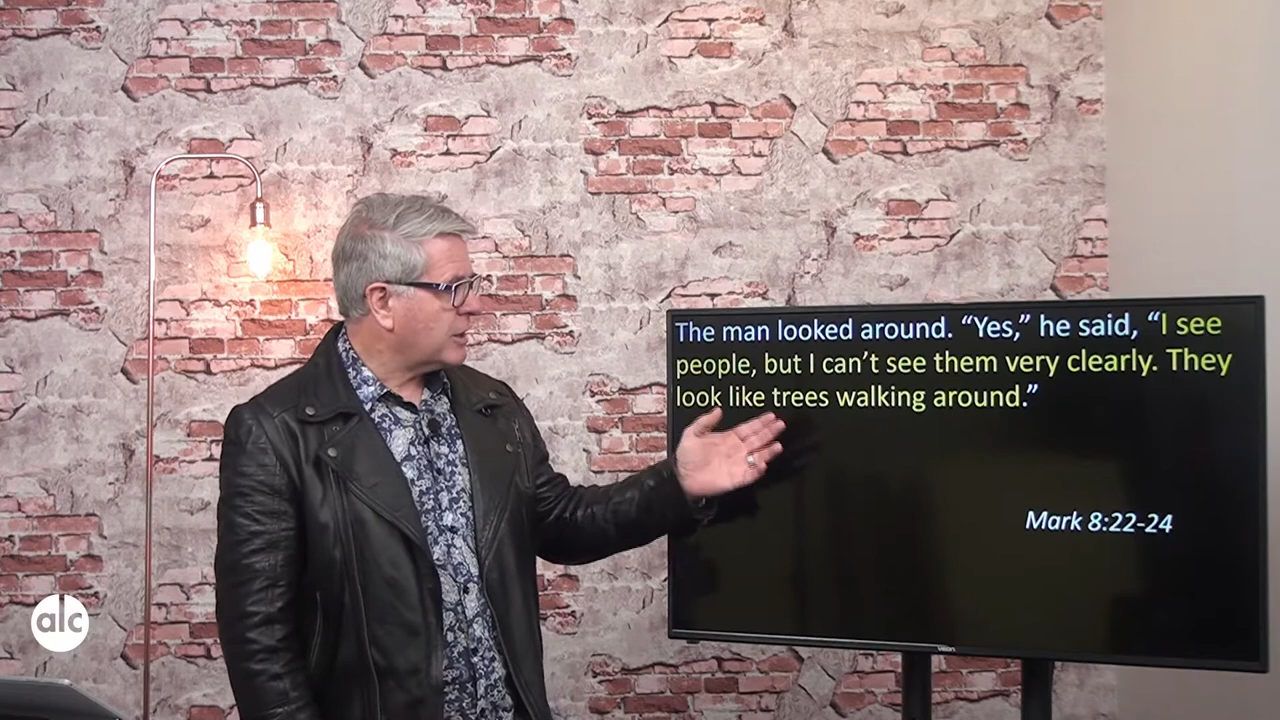 The man looked around. “Yes,” he said, “I see
people, but I can’t see them very clearly. They
look like trees walking around.”
Mark 8:22-24
alc